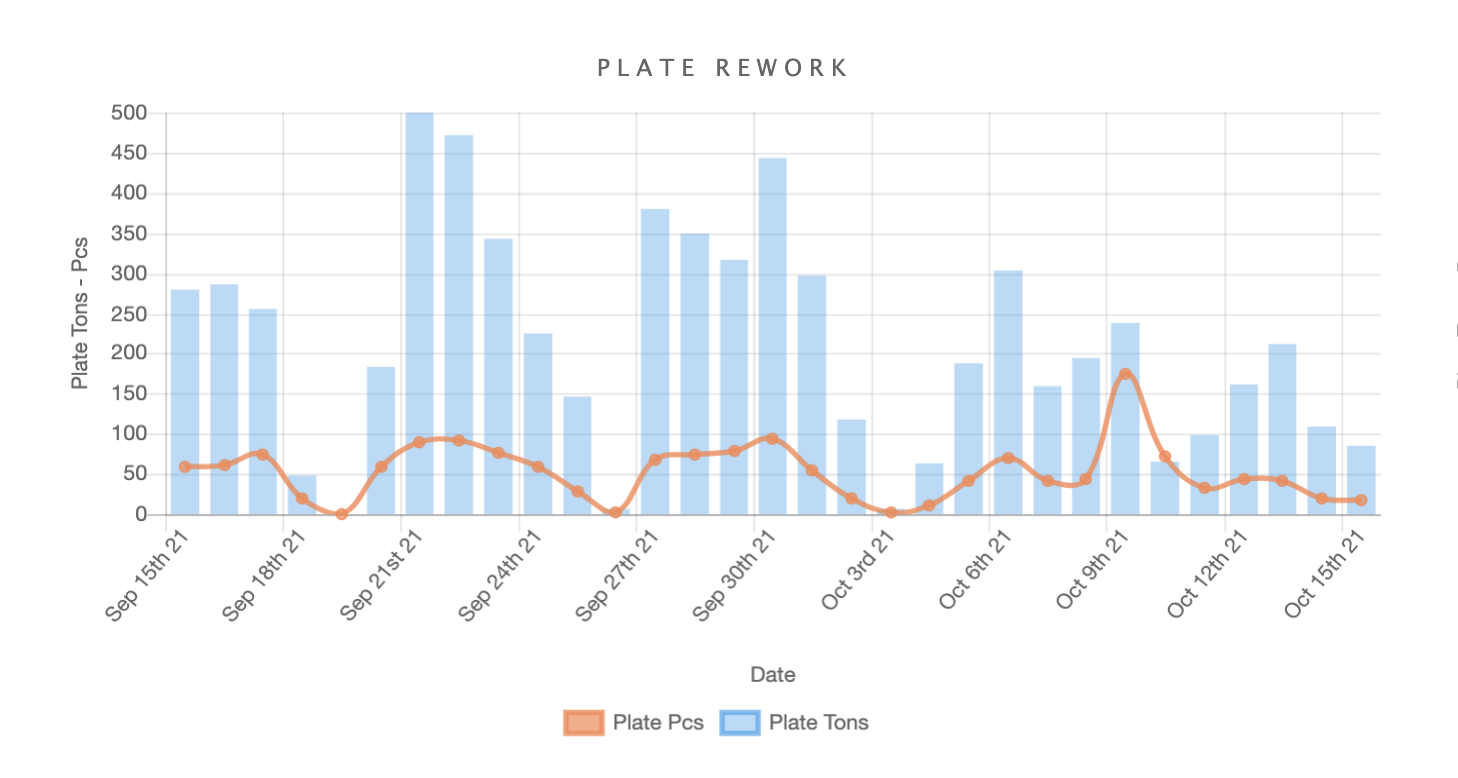 PLATE REWORK
Plate Tons - Pcs
500
450
400
350
300
250
200
150
100
50
0
Sep 15th 21
Sep 18th 21
Sep 21st 21
Sep 24th 21
Sep 27th 21
Sep 30th 21
Oct 3rd 21
Oct 6th 21
Oct 9th 21
Oct 12th 21
Oct 15th 21
Date
Plate Pcs
Plate Tons